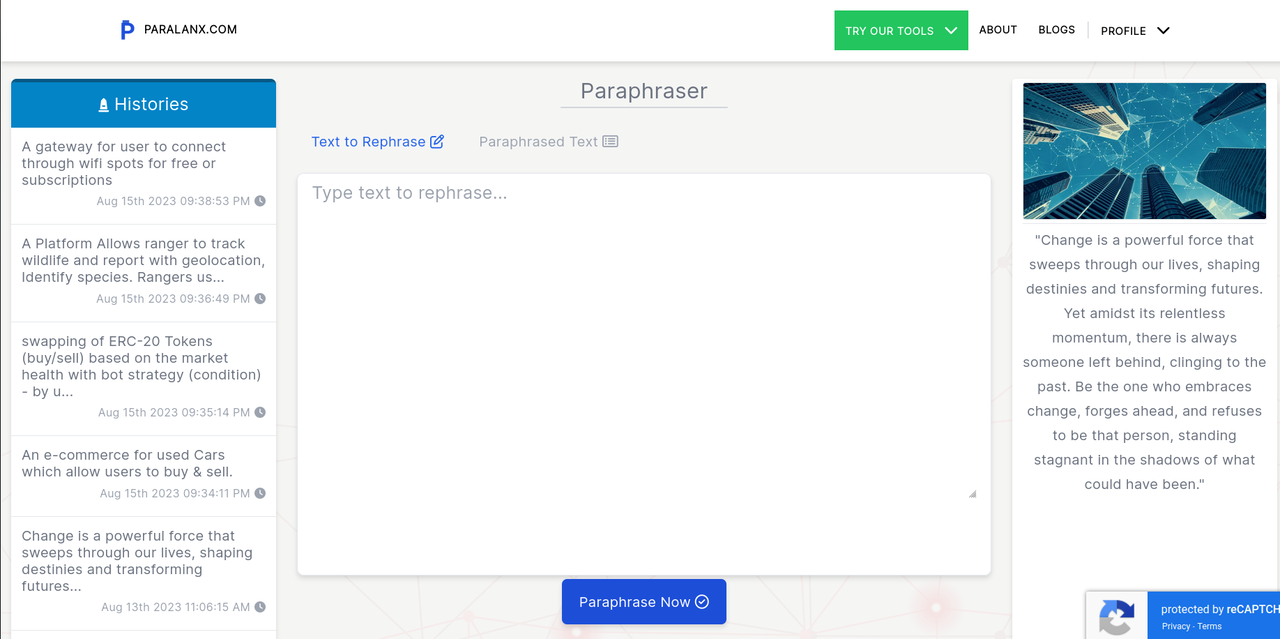 PARALANX.COM
TRY OUR TOOLS
ABOUT
BLOGS
PROFILE
Histories
A gateway for user to connect
through wifi spots for free or
subscriptions
Aug 15th 2023 09:38:53 PM
A Platform Allows ranger to track
wildlife and report with geolocation,
Identify species. Rangers us...
Aug 15th 2023 09:36:49 PM
swapping of ERC-20 Tokens
(buy/sell) based on the market
health with bot strategy (condition)
- by u...
Aug 15th 2023 09:35:14 PM
An e-commerce for used Cars
which allow users to buy & sell.
Aug 15th 2023 09:34:11 PM
Change is a powerful force that
sweeps through our lives, shaping
destinies and transforming
futures...
Aug 13th 2023 11:06:15 AM
Paraphraser
Text to Rephrase
Paraphrased Text
Type text to rephrase...
Paraphrase Now
"Change is a powerful force that
sweeps through our lives, shaping
destinies and transforming futures.
Yet amidst its relentless
momentum, there is always
someone left behind, clinging to the
past. Be the one who embraces
change, forges ahead, and refuses
to be that person, standing
stagnant in the shadows of what
could have been."
protected by reCAPTCH
Privacy - Terms